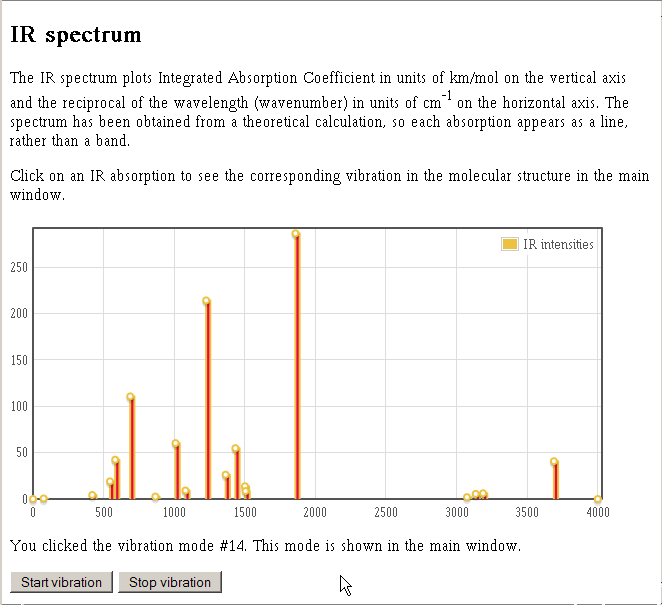 IR spectrum
The IR spectrum plots Integrated Absorption Coefficient in units of km/mol on the vertical axis
and the reciprocal of the wavelength (wavenumber) in units of cm⁻¹ on the horizontal axis. The
spectrum has been obtained from a theoretical calculation, so each absorption appears as a line,
rather than a band.
Click on an IR absorption to see the corresponding vibration in the molecular structure in the main
window.
IR intensities
250
200
150
100
50
0
0 500 1000 1500 2000 2500 3000 3500 4000
You clicked the vibration mode #14. This mode is shown in the main window.
Start vibration Stop vibration